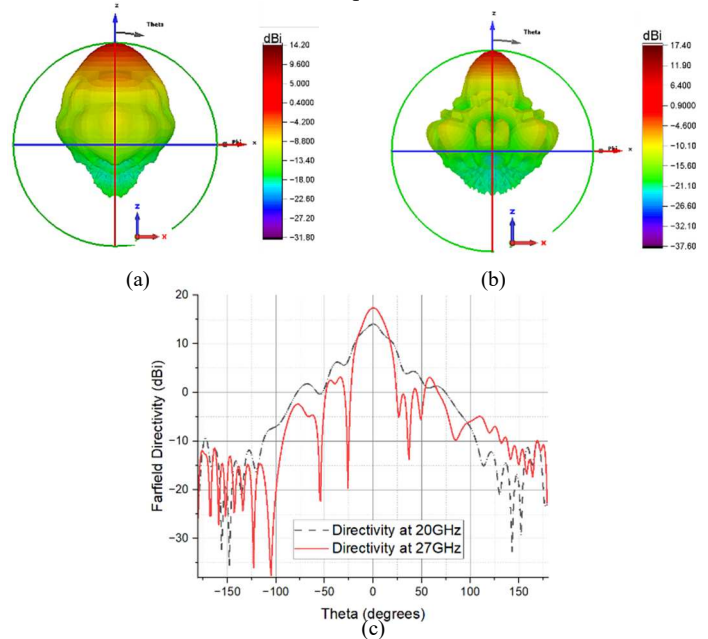 z
Theta
dBi
14.20
9.600
5.000
0.4000
-4.200
-8.800
-13.40
-18.00
-22.60
-27.20
-31.80
Phi
x
z
x
(a)
z
Theta
dBi
17.40
11.90
6.400
0.9000
-4.600
-10.10
-15.60
-21.10
-26.60
-32.10
-37.60
Phi
x
z
x
(b)
Farfield Directivity (dBi)
20
10
0
−10
−20
−30
Directivity at 20GHz
Directivity at 27GHz
−150 −100 −50 0 50 100 150
Theta (degrees)
(c)